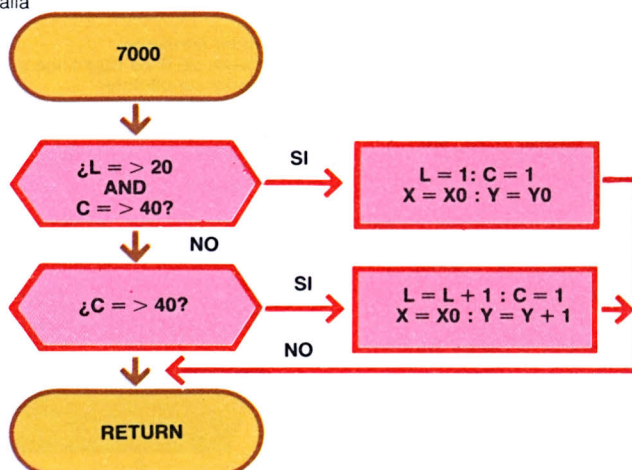 7000
¿L = > 20
AND
C = > 40?
SI
L = 1: C = 1
X = X0 : Y = Y0
NO
¿C = > 40?
SI
L = L + 1 : C = 1
X = X0 : Y = Y + 1
NO
RETURN